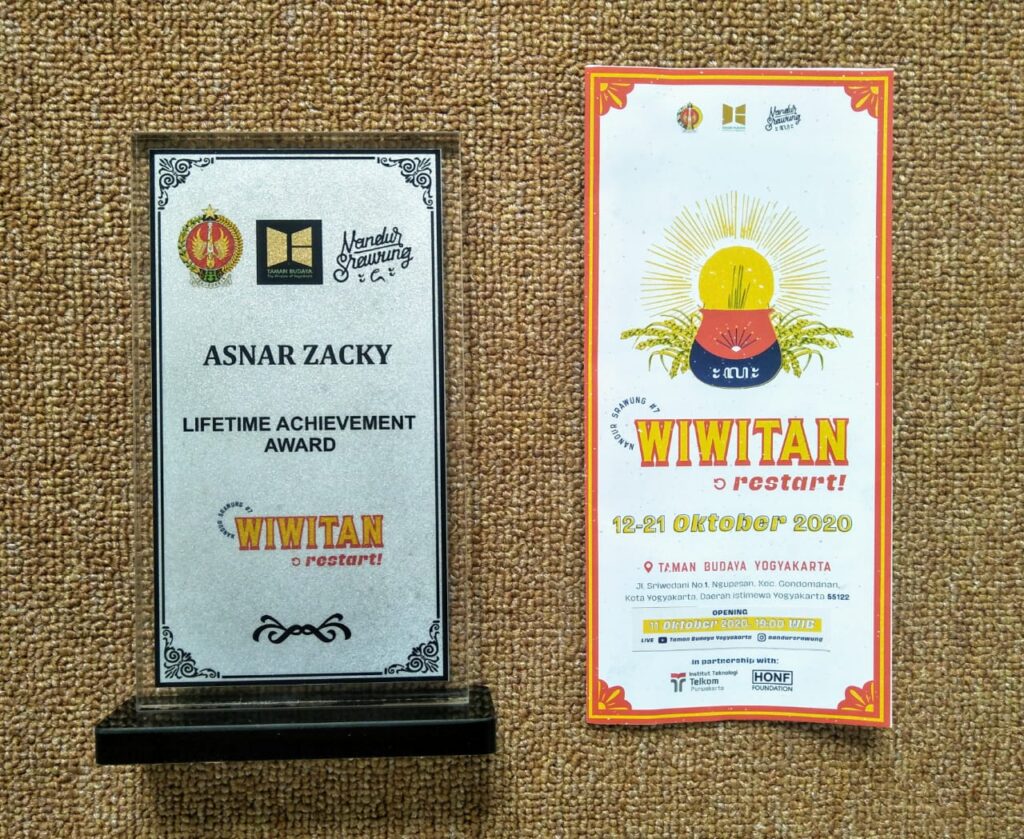 TAMAN BUDAYA
Nandur
Srawung
ASNAR ZACKY
LIFETIME ACHIEVEMENT
AWARD
NANDUR SRAWUNG #7
WIWITAN
restart!
Nandur
Srawung
NANDUR SRAWUNG #7
WIWITAN
restart!
12-21 Oktober 2020
TAMAN BUDAYA YOGYAKARTA
Jl. Sriwedani No.1, Ngupasan, Kec. Gondomanan,
Kota Yogyakarta, Daerah Istimewa Yogyakarta 55122
OPENING
11 Oktober 2020, 19:00 WIB
LIVE Taman Budaya Yogyakarta nandursrawung
in partnership with:
Institut Teknologi
Telkom
Purwokerto
HONF
FOUNDATION